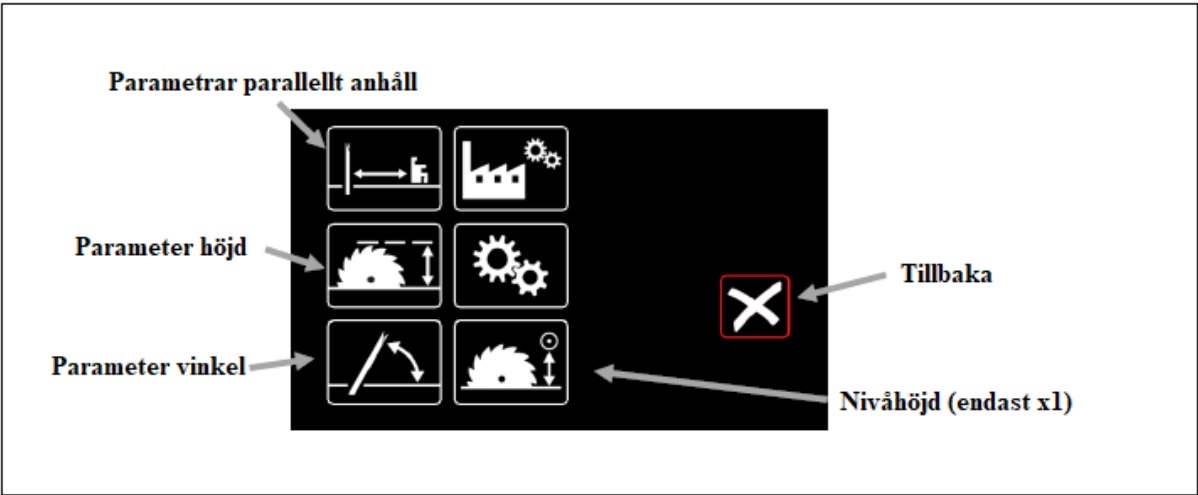 Parametrar parallellt anhåll
Parameter höjd
Tillbaka
Parameter vinkel
Nivåhöjd (endast x1)